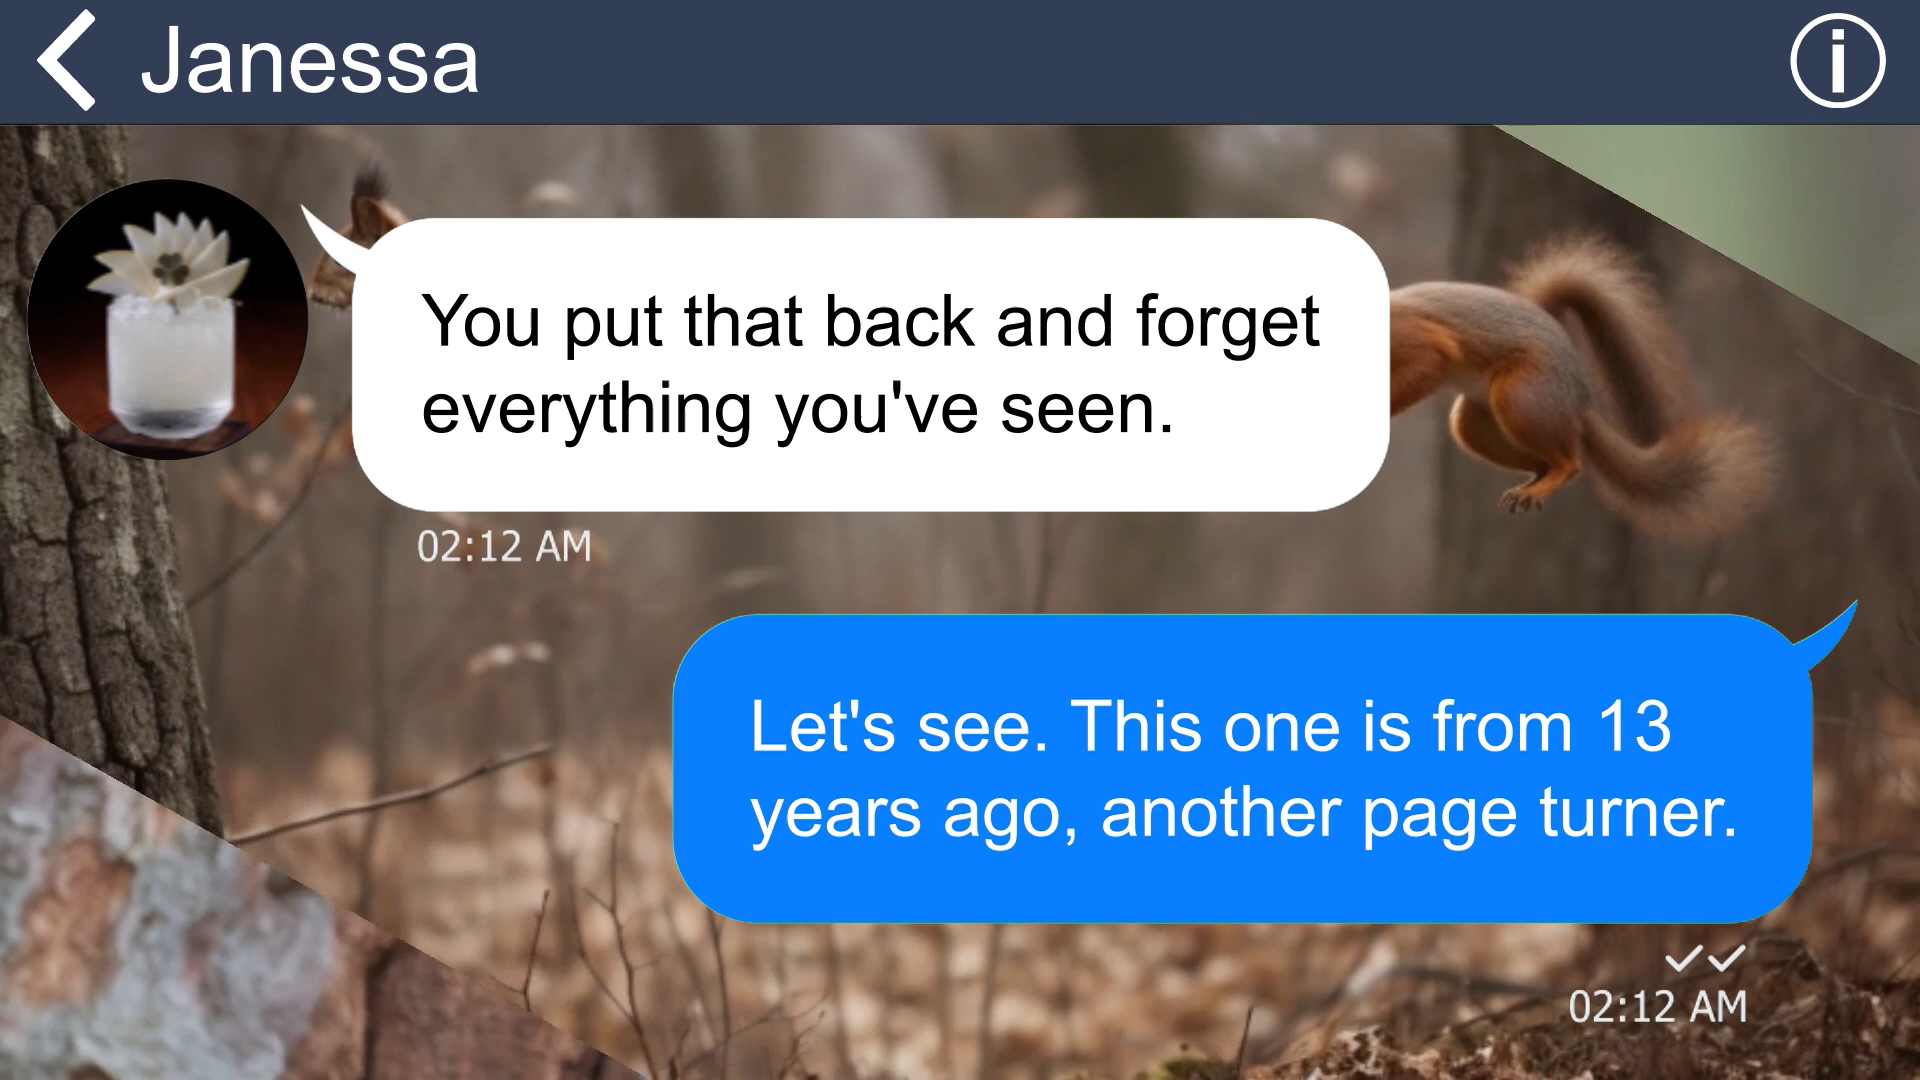 Janessa
You put that back and forget
everything you've seen.
02:12 AM
Let's see. This one is from 13
years ago, another page turner.
02:12 AM